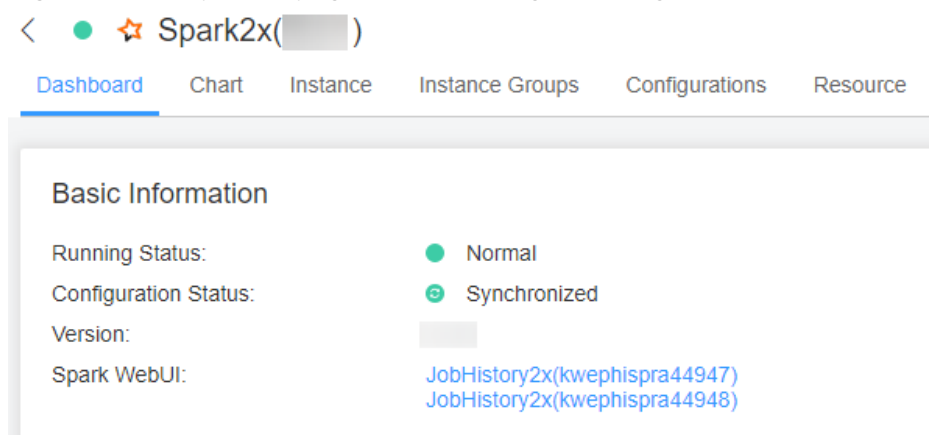 Spark2x( )
Dashboard Chart Instance Instance Groups Configurations Resource
Basic Information
Running Status: Normal
Configuration Status: Synchronized
Version:
Spark WebUI: JobHistory2x(kwephispra44947)
JobHistory2x(kwephispra44948)